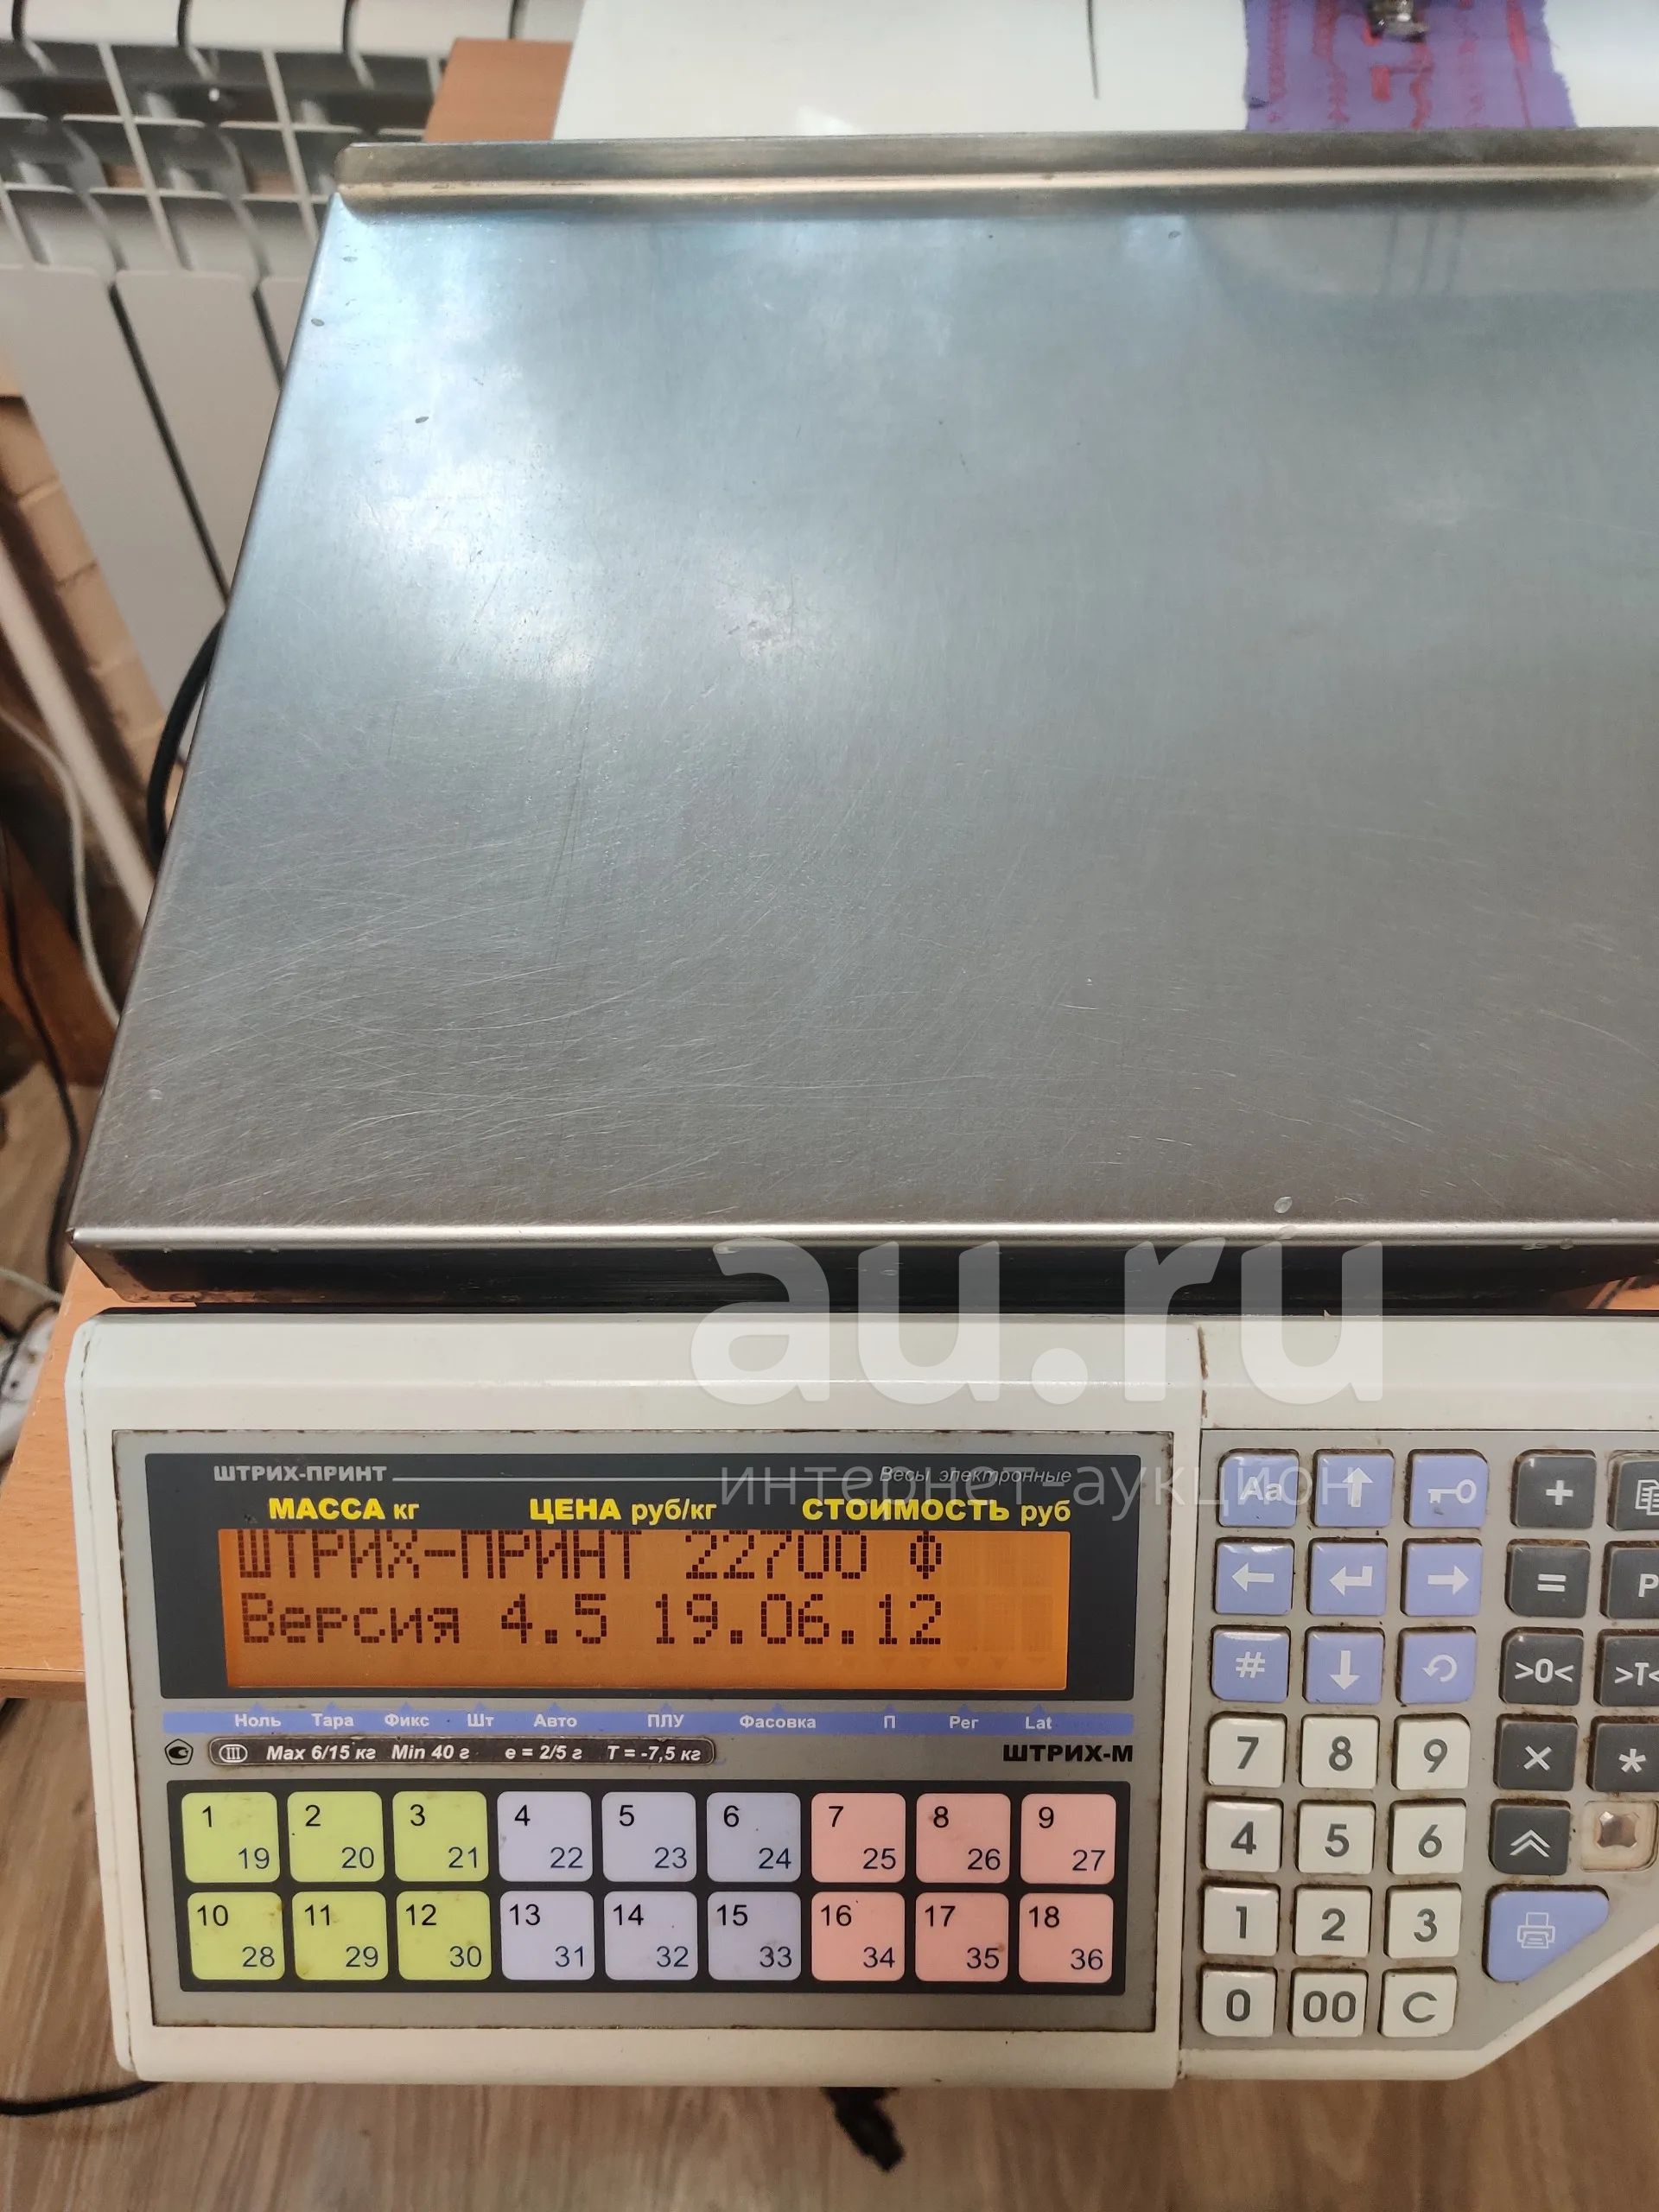 au.ru
интернет-аукцион
ШТРИХ-ПРИНТ Весы электронные
МАССА кг ЦЕНА руб/кг СТОИМОСТЬ руб
ШТРИХ-ПРИНТ 22700 Ф
Версия 4.5 19.06.12
Ноль Тара Фикс Шт Авто ПЛУ Фасовка П Рег Lat
III Max 6/15 кг Min 40 г e = 2/5 г T = -7,5 кг ШТРИХ-М
1 2 3 4 5 6 7 8 9
19 20 21 22 23 24 25 26 27
10 11 12 13 14 15 16 17 18
28 29 30 31 32 33 34 35 36
Aa ↑ +
← ↵ → = P
# ↓ >0< >T<
7 8 9 × *
4 5 6
1 2 3
0 00 C